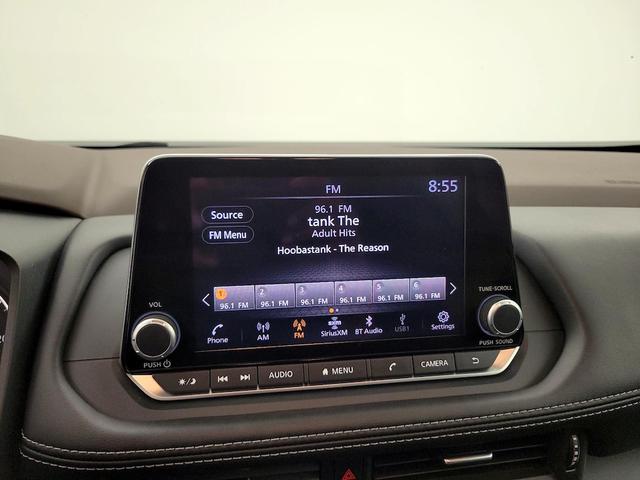 FM
8:55
Source
FM Menu
96.1 FM
tank The
Adult Hits
Hoobastank - The Reason
1 2 3 4 5 6
96.1 FM 96.1 FM 96.1 FM 96.1 FM 96.1 FM 96.1 FM
Phone
AM
FM
SXM
SiriusXM
BT Audio
USB1
Settings
VOL
PUSH
TUNE·SCROLL
PUSH SOUND
AUDIO
MENU
CAMERA